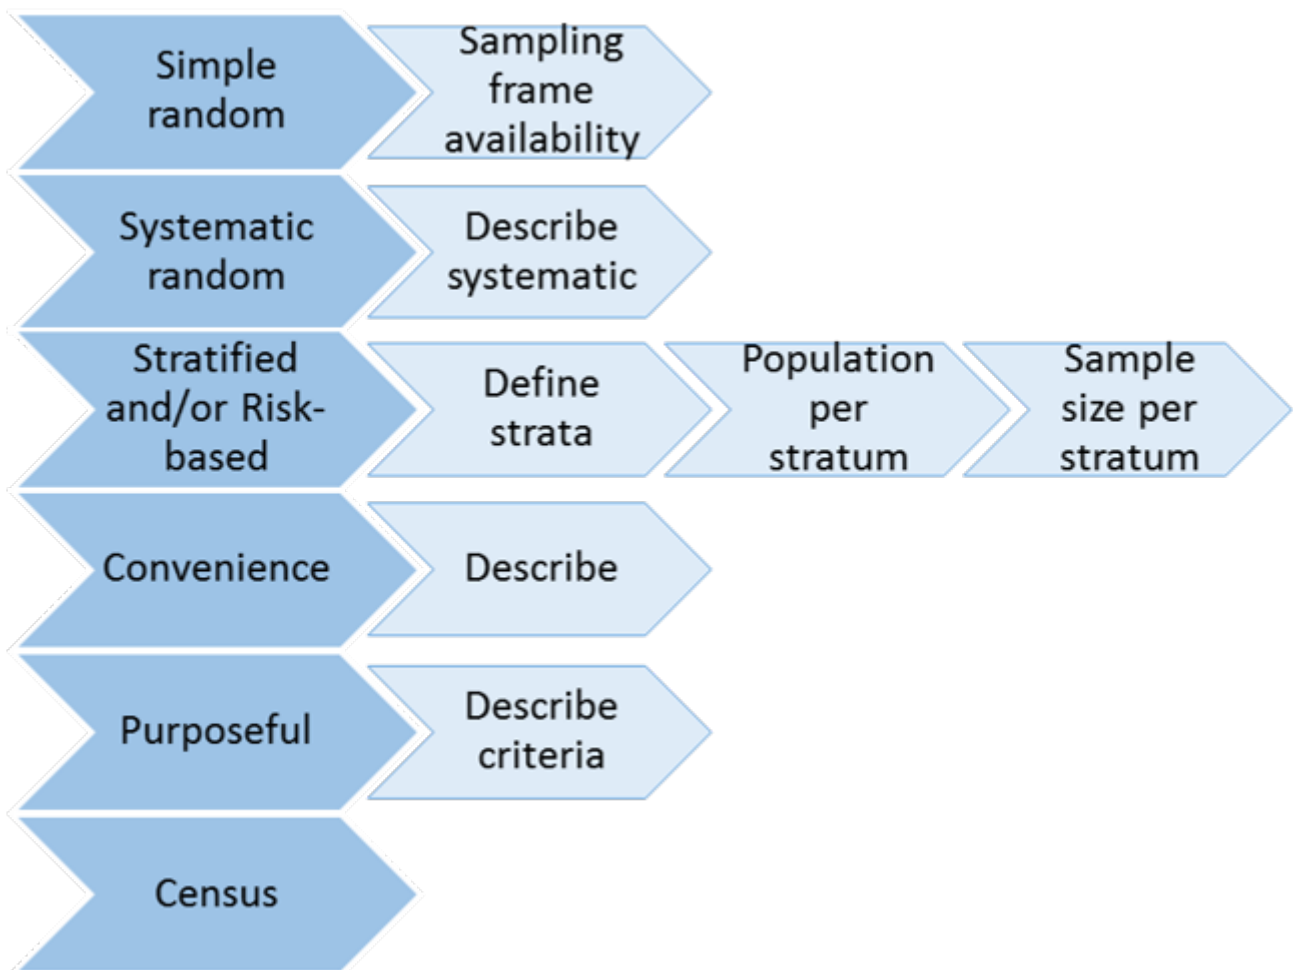 Simple
random
Sampling
frame
availability
Systematic
random
Describe
systematic
Stratified
and/or Risk-
based
Define
strata
Population
per
stratum
Sample
size per
stratum
Convenience
Describe
Purposeful
Describe
criteria
Census